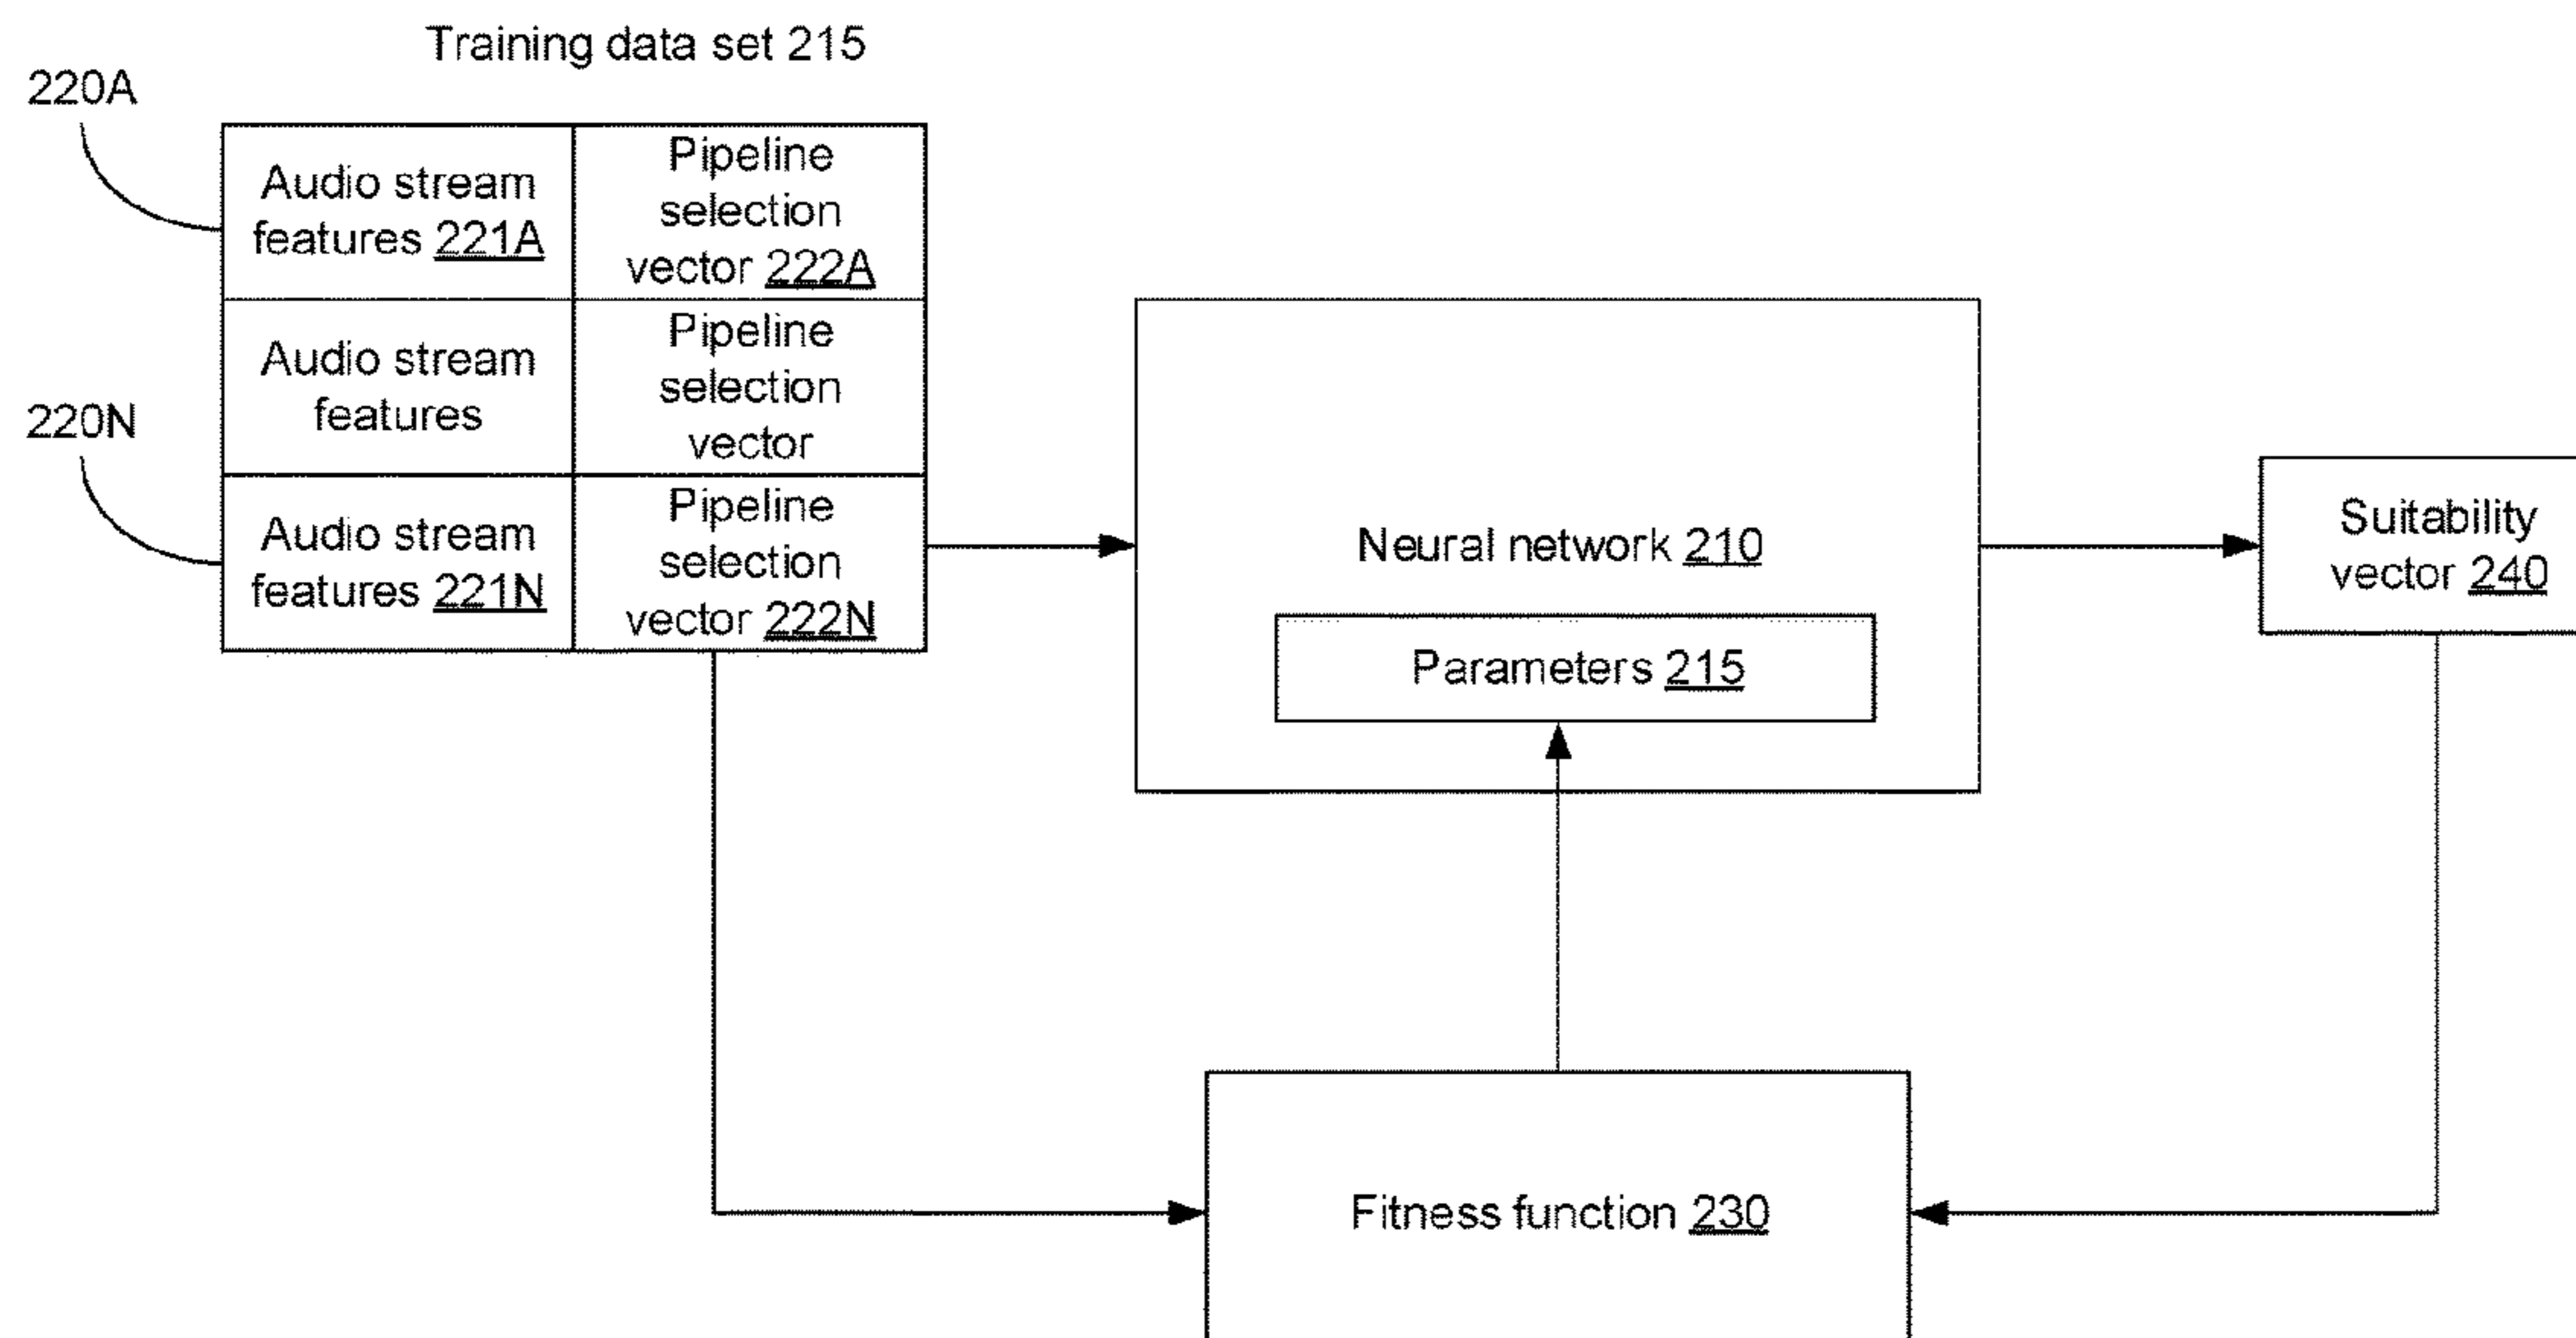 Training data set 215
220A
Audio stream
features 221A
Pipeline
selection
vector 222A
Audio stream
features
Pipeline
selection
vector
220N
Audio stream
features 221N
Pipeline
selection
vector 222N
Neural network 210
Parameters 215
Suitability
vector 240
Fitness function 230